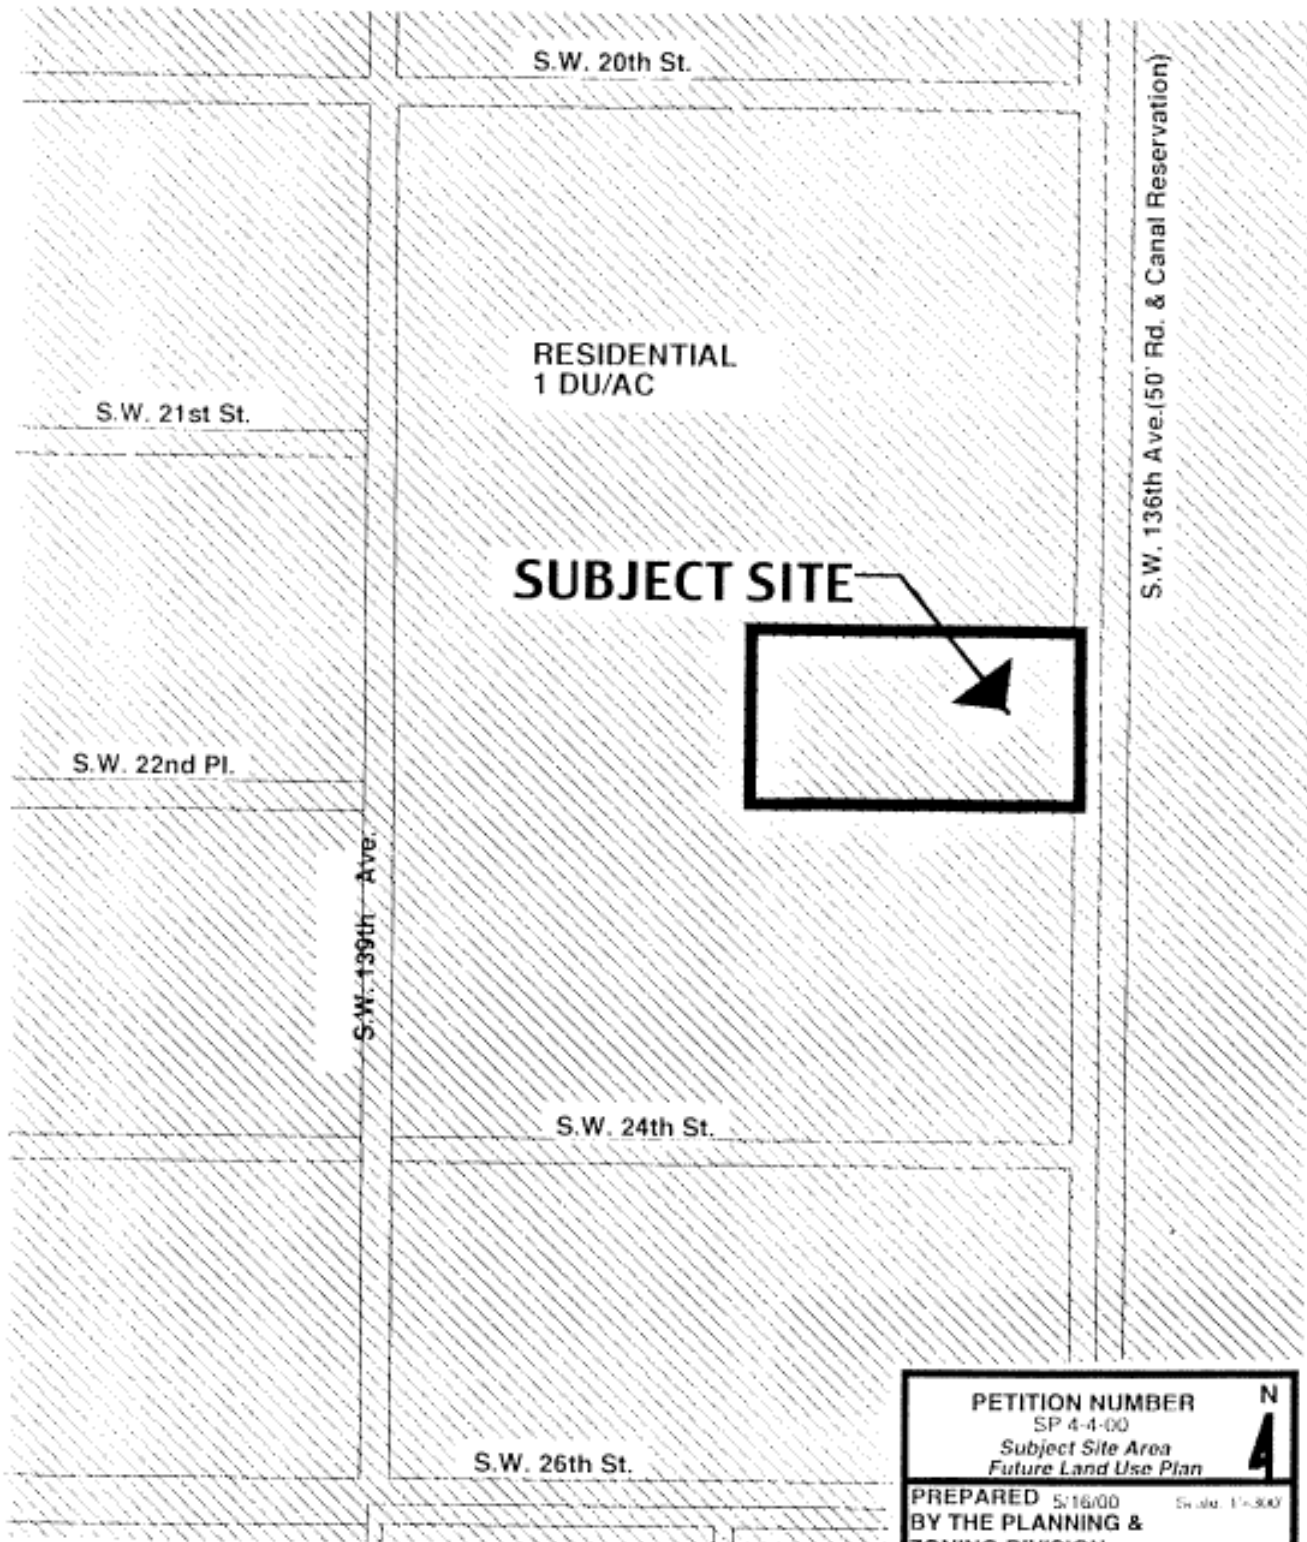 S.W. 20th St.
S.W. 136th Ave.(50' Rd. & Canal Reservation)
RESIDENTIAL
1 DU/AC
S.W. 21st St.
SUBJECT SITE
S.W. 22nd Pl.
S.W. 139th Ave.
S.W. 24th St.
S.W. 26th St.
PETITION NUMBER
N
SP 4-4-00
Subject Site Area
Future Land Use Plan
PREPARED 5/16/00
BY THE PLANNING &